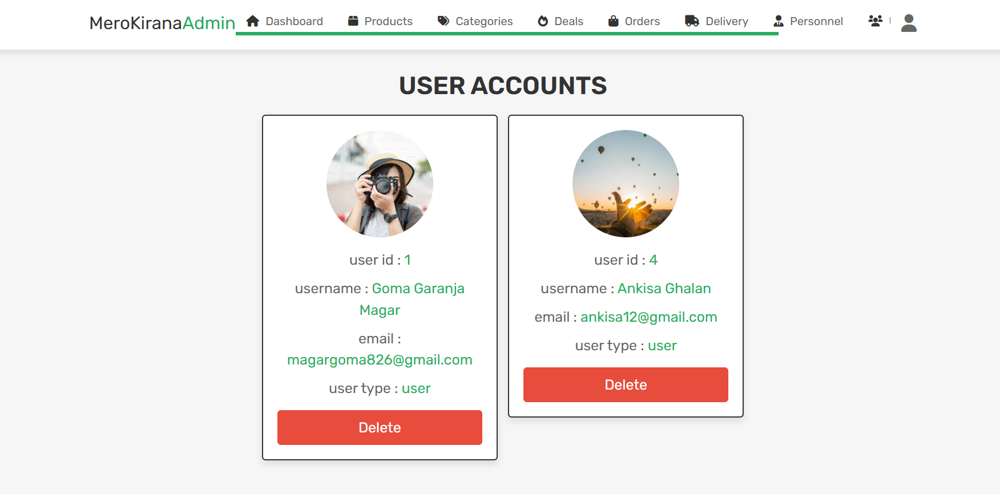 MeroKiranaAdmin Dashboard Products Categories Deals Orders Delivery Personnel
USER ACCOUNTS
user id : 1
username : Goma Garanja
Magar
email :
magargoma826@gmail.com
user type : user
Delete
user id : 4
username : Ankisa Ghalan
email : ankisa12@gmail.com
user type : user
Delete